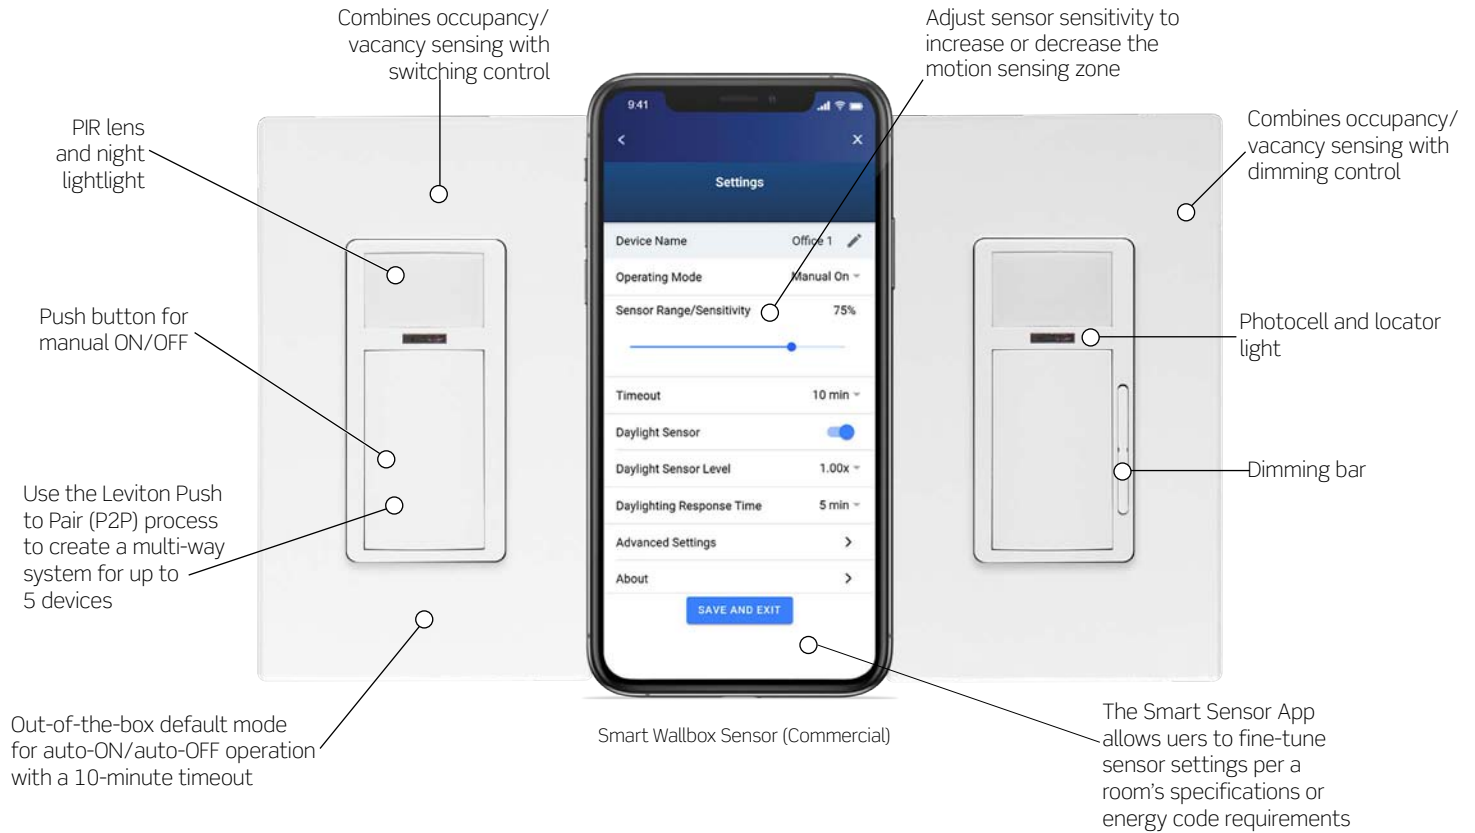 Combines occupancy/
vacancy sensing with
switching control
Adjust sensor sensitivity to
increase or decrease the
motion sensing zone
PIR lens
and night
lightlight
Combines occupancy/
vacancy sensing with
dimming control
Push button for
manual ON/OFF
Photocell and locator
light
Use the Leviton Push
to Pair (P2P) process
to create a multi-way
system for up to
5 devices
Dimming bar
Out-of-the-box default mode
for auto-ON/auto-OFF operation
with a 10-minute timeout
The Smart Sensor App
allows uers to fine-tune
sensor settings per a
room's specifications or
energy code requirements
9:41
Settings
Device Name Office 1
Operating Mode Manual On
Sensor Range/Sensitivity 75%
Timeout 10 min
Daylight Sensor
Daylight Sensor Level 1.00x
Daylighting Response Time 5 min
Advanced Settings
About
SAVE AND EXIT
Smart Wallbox Sensor (Commercial)